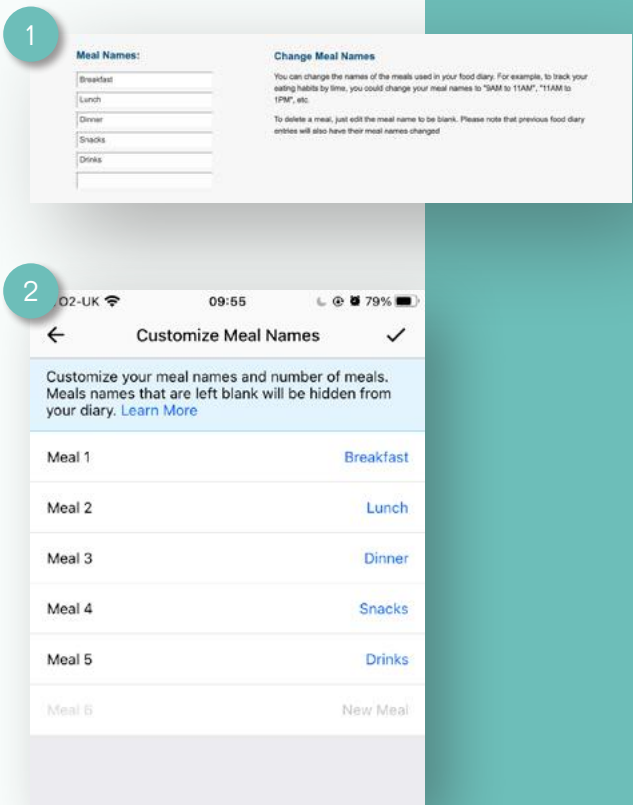 1
Meal Names:
Breakfast
Lunch
Dinner
Snacks
Drinks
Change Meal Names
You can change the names of the meals used in your food diary. For example, to track your
eating habits by time, you could change your meal names to "9AM to 11AM", "11AM to
1PM", etc.
To delete a meal, just edit the meal name to be blank. Please note that previous food diary
entries will also have their meal names changed
2
O2-UK 09:55 79%
Customize Meal Names
Customize your meal names and number of meals.
Meals names that are left blank will be hidden from
your diary. Learn More
Meal 1 Breakfast
Meal 2 Lunch
Meal 3 Dinner
Meal 4 Snacks
Meal 5 Drinks
Meal 6 New Meal